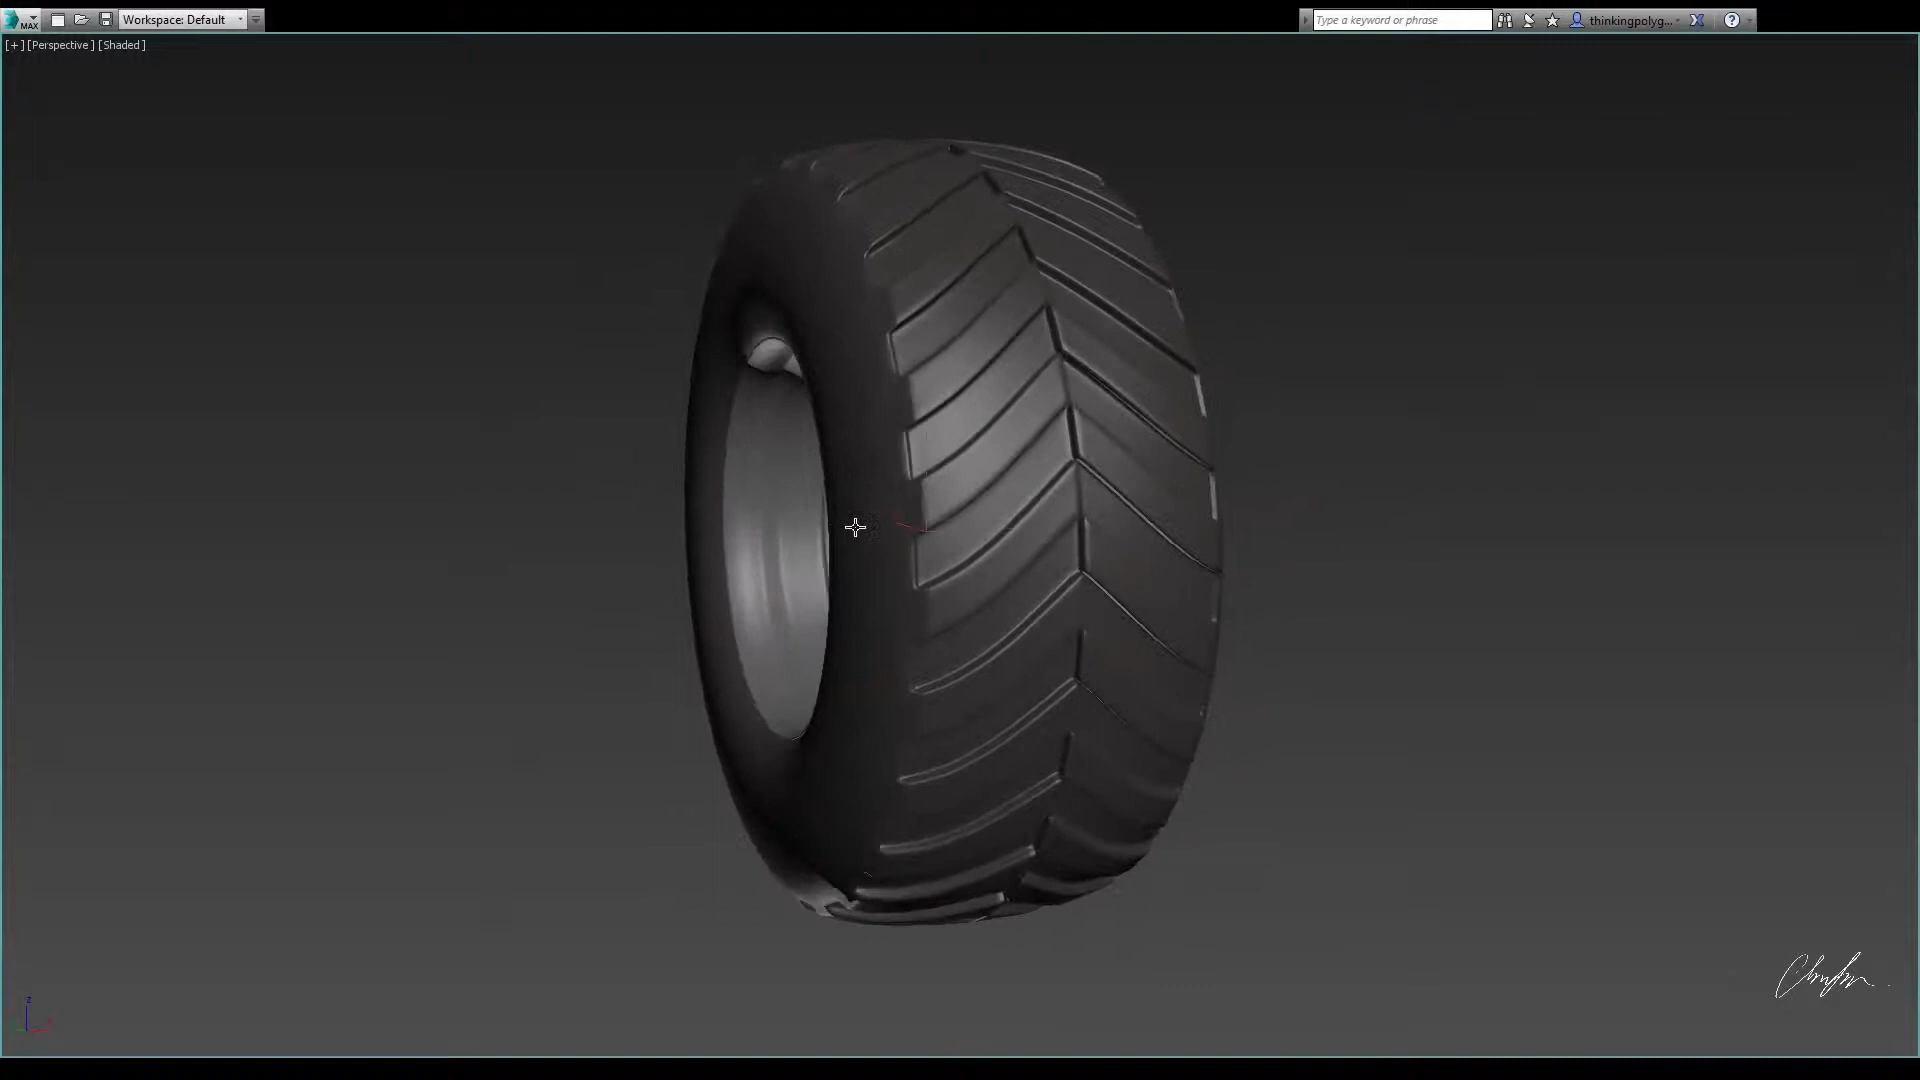 MAX
Workspace: Default
Type a keyword or phrase
thinkingpolyg...
?
[+] [Perspective ] [Shaded ]
z